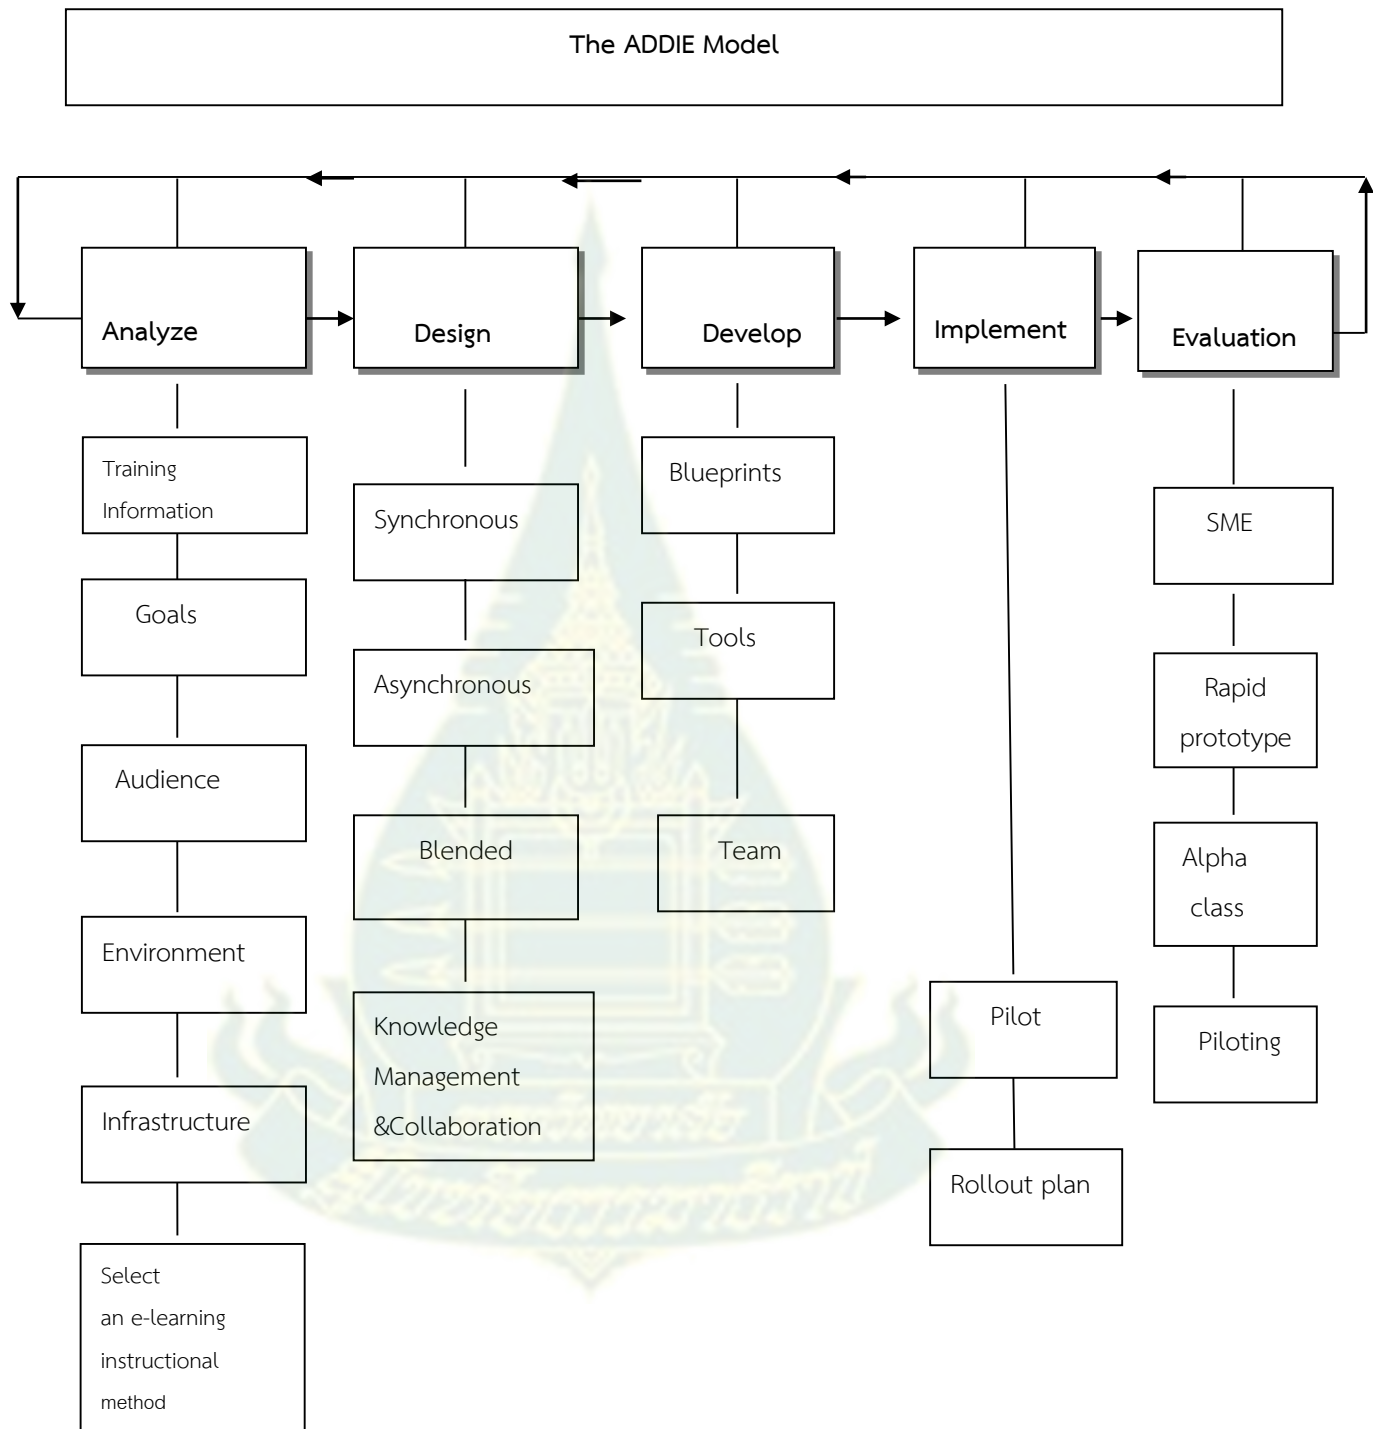 The ADDIE Model
Analyze
Design
Develop
Implement
Evaluation
Training
Information
Goals
Audience
Environment
Infrastructure
Select
an e-learning
instructional
method
Synchronous
Asynchronous
Blended
Knowledge
Management
&Collaboration
Blueprints
Tools
Team
Pilot
Rollout plan
SME
Rapid
prototype
Alpha
class
Piloting